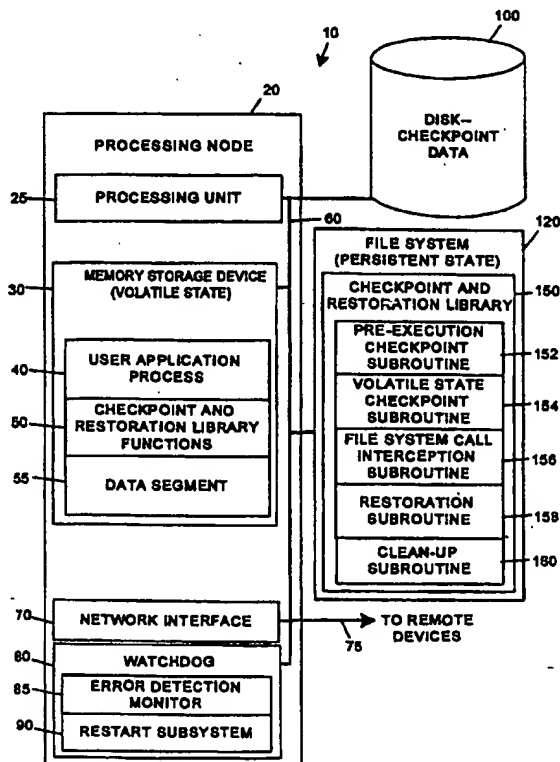 100
10
20
DISK-
CHECKPOINT
DATA
PROCESSING NODE
25
PROCESSING UNIT
60
120
FILE SYSTEM
(PERSISTENT STATE)
30
MEMORY STORAGE DEVICE
(VOLATILE STATE)
CHECKPOINT AND
RESTORATION LIBRARY
150
PRE-EXECUTION
CHECKPOINT
SUBROUTINE
152
40
USER APPLICATION
PROCESS
VOLATILE STATE
CHECKPOINT
SUBROUTINE
154
50
CHECKPOINT AND
RESTORATION LIBRARY
FUNCTIONS
FILE SYSTEM CALL
INTERCEPTION
SUBROUTINE
156
55
DATA SEGMENT
RESTORATION
SUBROUTINE
158
CLEAN-UP
SUBROUTINE
160
70
NETWORK INTERFACE
75
TO REMOTE
DEVICES
80
WATCHDOG
85
ERROR DETECTION
MONITOR
90
RESTART SUBSYSTEM